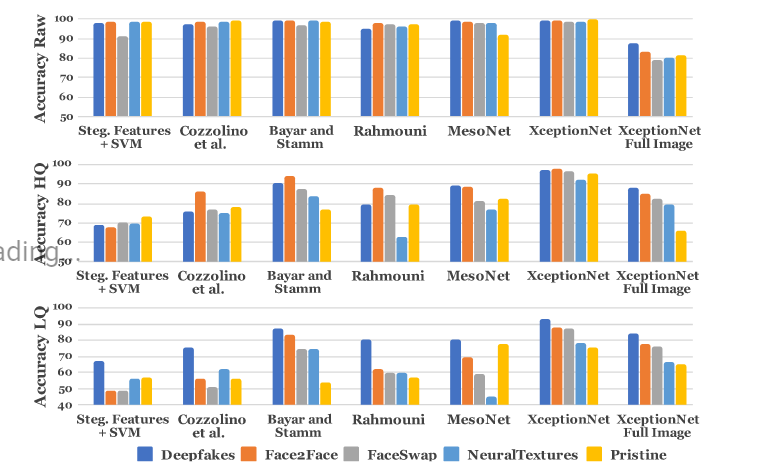 Accuracy Raw
100
90
80
70
60
50
Steg. Features + SVM
Cozzolino et al.
Bayar and Stamm
Rahmouni
MesoNet
XceptionNet
XceptionNet Full Image
Accuracy HQ
100
90
80
70
60
50
ading...
Steg. Features + SVM
Cozzolino et al.
Bayar and Stamm
Rahmouni
MesoNet
XceptionNet
XceptionNet Full Image
Accuracy LQ
100
90
80
70
60
50
40
Steg. Features + SVM
Cozzolino et al.
Bayar and Stamm
Rahmouni
MesoNet
XceptionNet
XceptionNet Full Image
Deepfakes Face2Face FaceSwap NeuralTextures Pristine